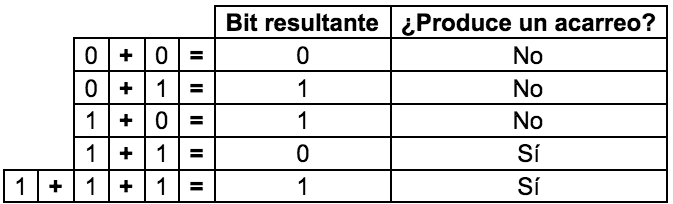 Bit resultante ¿Produce un acarreo?
0 + 0 = 0 No
0 + 1 = 1 No
1 + 0 = 1 No
1 + 1 = 0 Sí
1 + 1 + 1 = 1 Sí